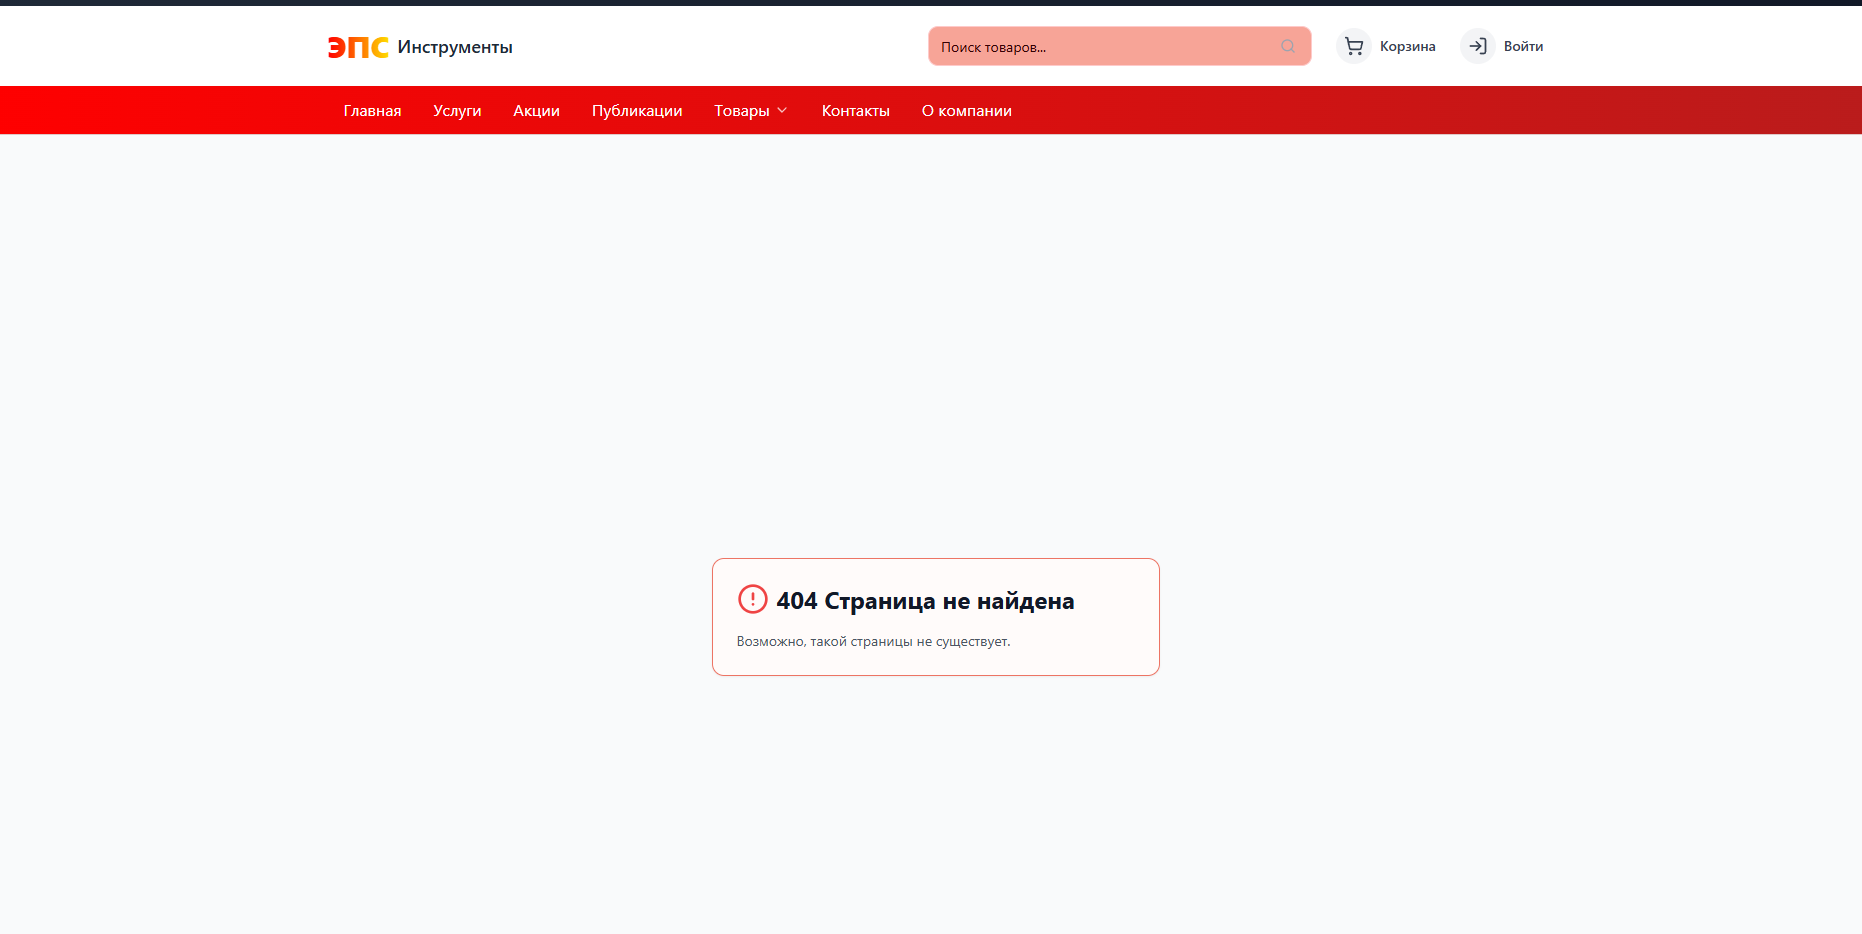 ЭПС Инструменты
Поиск товаров...
Корзина
Войти
Главная Услуги Акции Публикации Товары Контакты О компании
404 Страница не найдена
Возможно, такой страницы не существует.